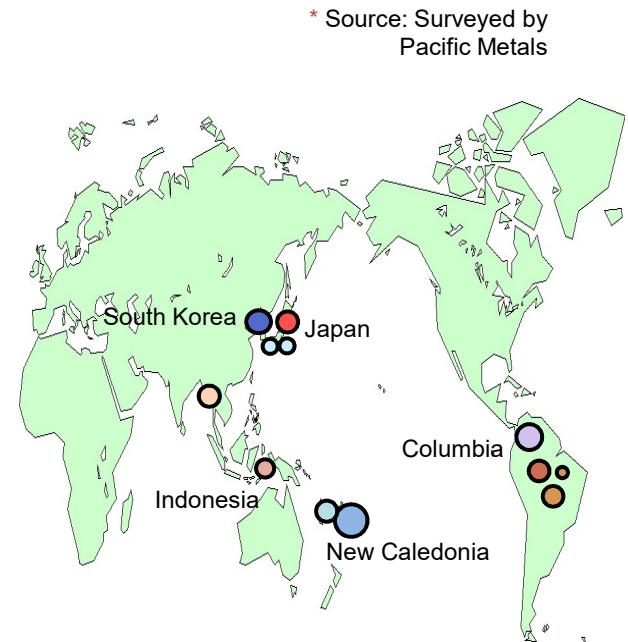 * Source: Surveyed by
Pacific Metals
South Korea
Japan
Columbia
Indonesia
New Caledonia